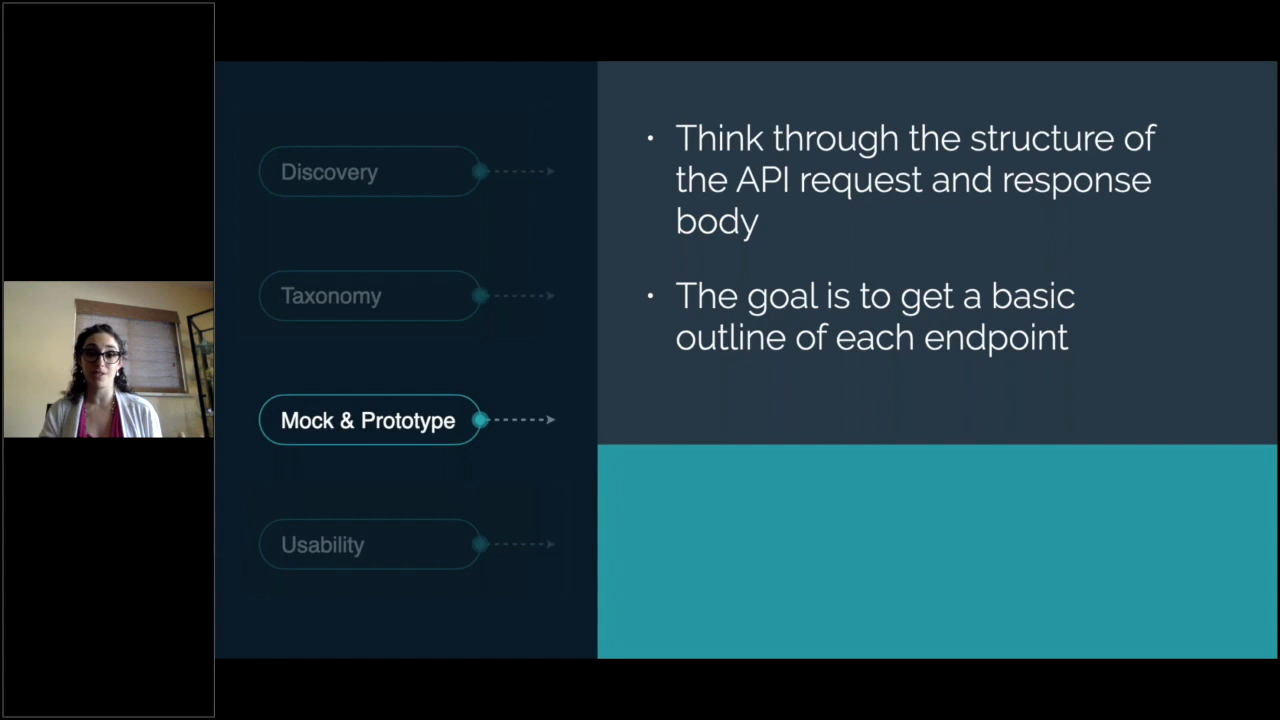 Discovery
Taxonomy
Mock & Prototype
Usability
• Think through the structure of
the API request and response
body
• The goal is to get a basic
outline of each endpoint